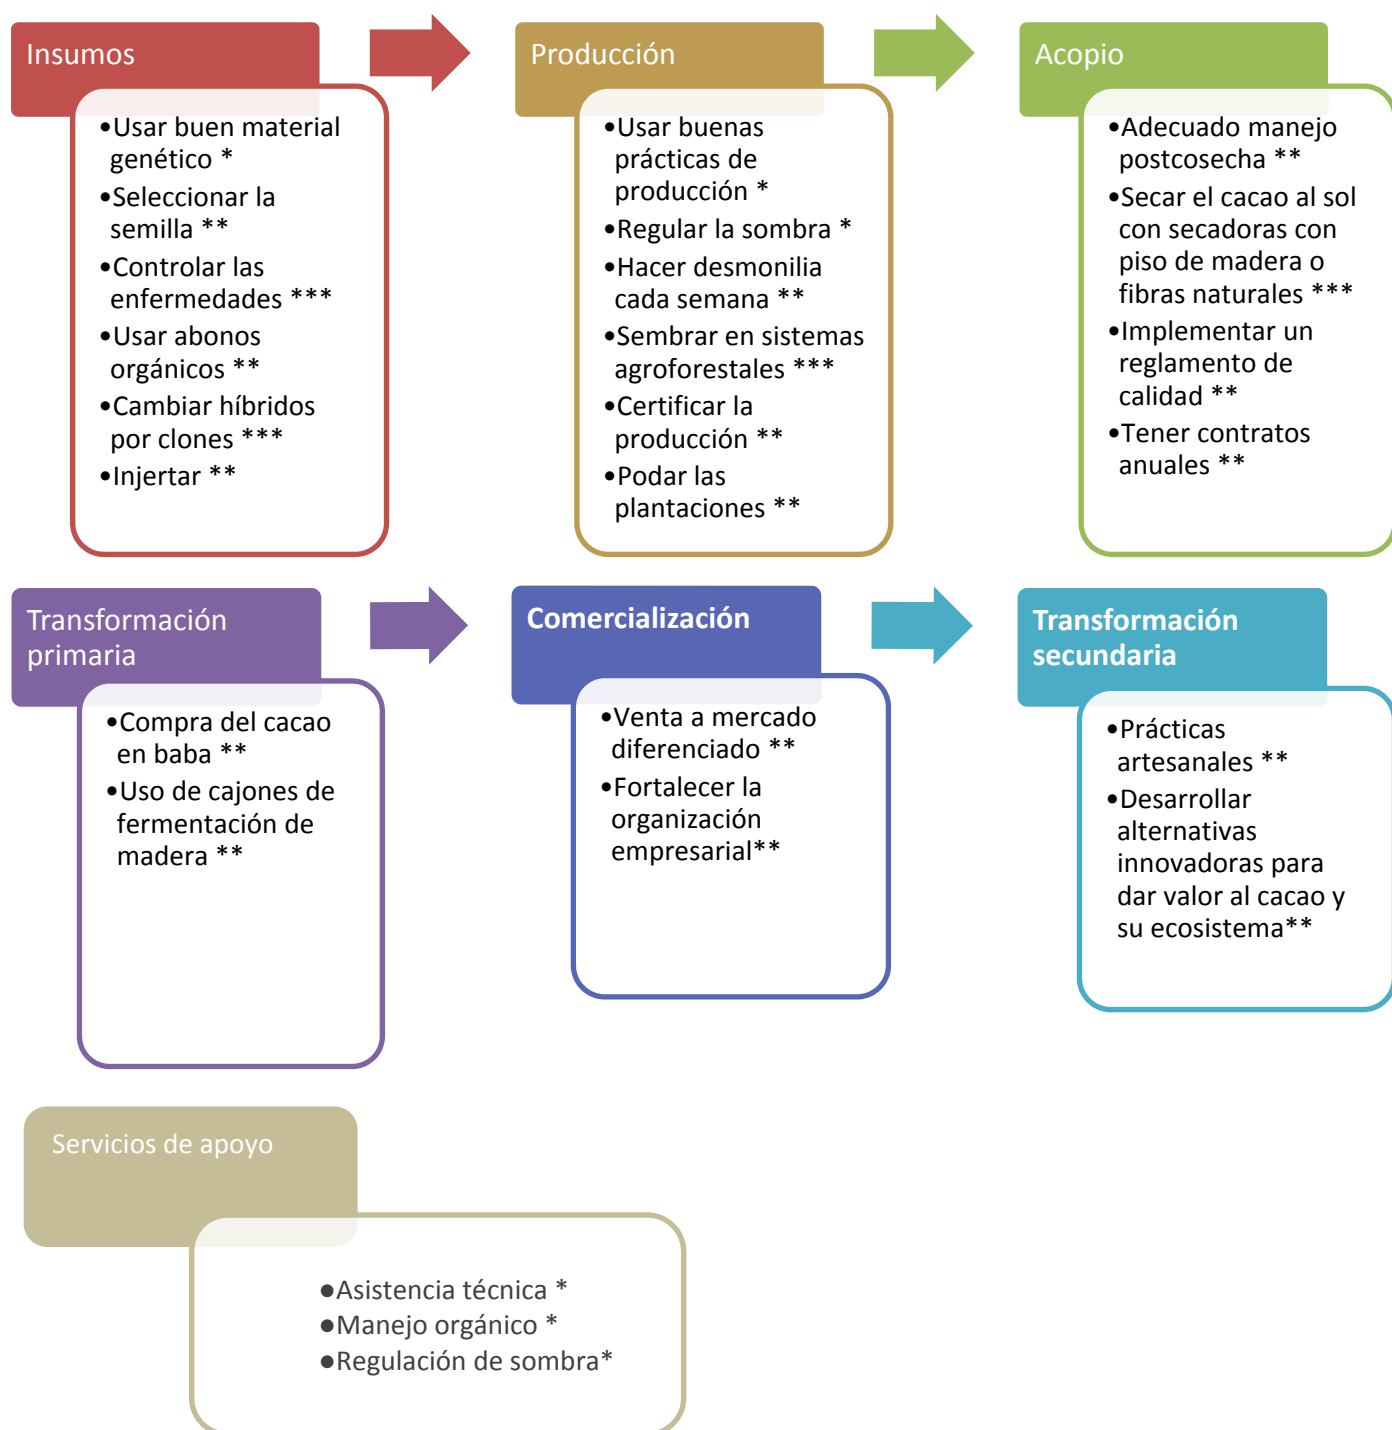 Insumos
•Usar buen material
genético *
•Seleccionar la
semilla **
•Controlar las
enfermedades ***
•Usar abonos
orgánicos **
•Cambiar híbridos
por clones ***
•Injertar **
Producción
•Usar buenas
prácticas de
producción *
•Regular la sombra *
•Hacer desmonilia
cada semana **
•Sembrar en sistemas
agroforestales ***
•Certificar la
producción **
•Podar las
plantaciones **
Acopio
•Adecuado manejo
postcosecha **
•Secar el cacao al sol
con secadoras con
piso de madera o
fibras naturales ***
•Implementar un
reglamento de
calidad **
•Tener contratos
anuales **
Transformación
primaria
•Compra del cacao
en baba **
•Uso de cajones de
fermentación de
madera **
Comercialización
•Venta a mercado
diferenciado **
•Fortalecer la
organización
empresarial**
Transformación
secundaria
•Prácticas
artesanales **
•Desarrollar
alternativas
innovadoras para
dar valor al cacao y
su ecosistema**
Servicios de apoyo
●Asistencia técnica *
●Manejo orgánico *
●Regulación de sombra*